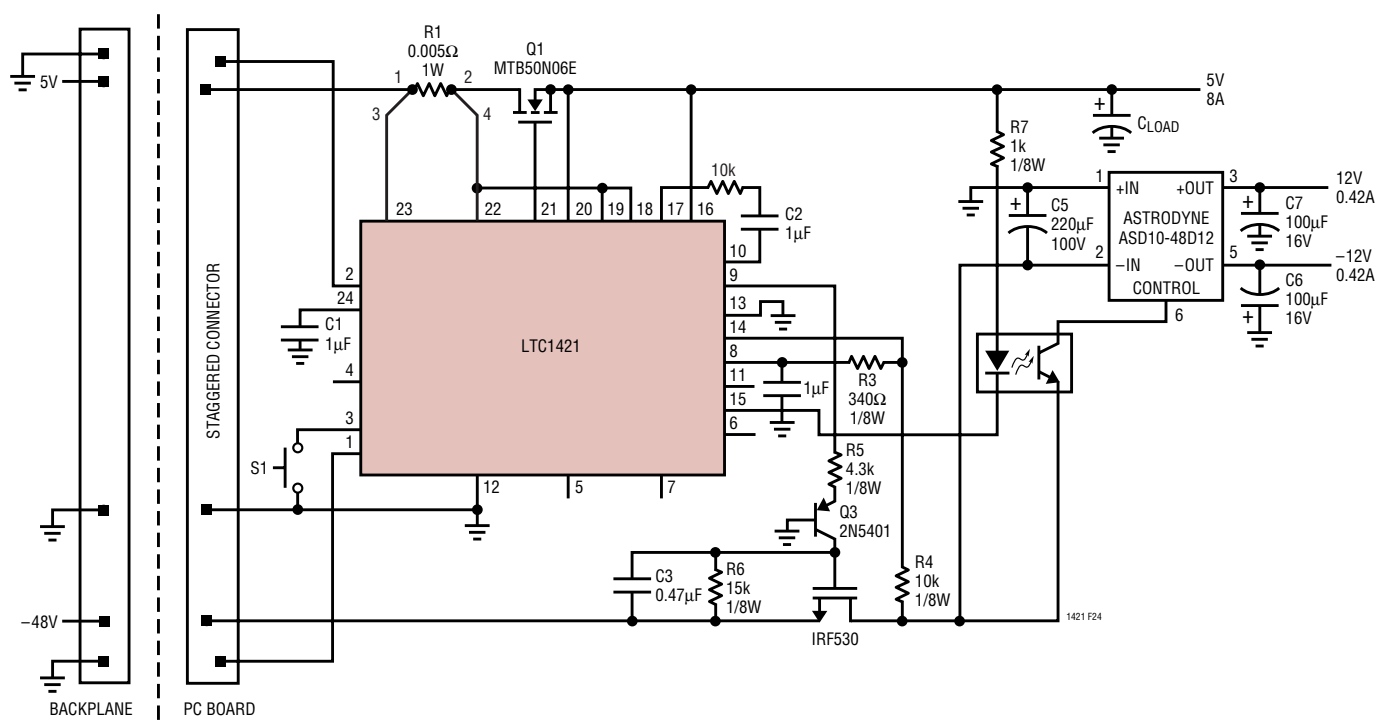 R1
0.005Ω
1W
Q1
MTB50N06E
1
2
3
4
5V
5V
8A
C_LOAD
R7
1k
1/8W
10k
C2
1µF
23
22
21
20
19
18
17
16
10
9
13
14
8
11
15
6
2
24
4
3
1
12
5
7
LTC1421
C1
1µF
S1
STAGGERED CONNECTOR
1µF
R3
340Ω
1/8W
R5
4.3k
1/8W
Q3
2N5401
C3
0.47µF
R6
15k
1/8W
IRF530
R4
10k
1/8W
+
C5
220µF
100V
1
+IN
+OUT
3
ASTRODYNE
ASD10-48D12
2
–IN
–OUT
5
CONTROL
6
12V
0.42A
+
C7
100µF
16V
–12V
0.42A
C6
100µF
16V
+
+
–48V
1421 F24
BACKPLANE
PC BOARD